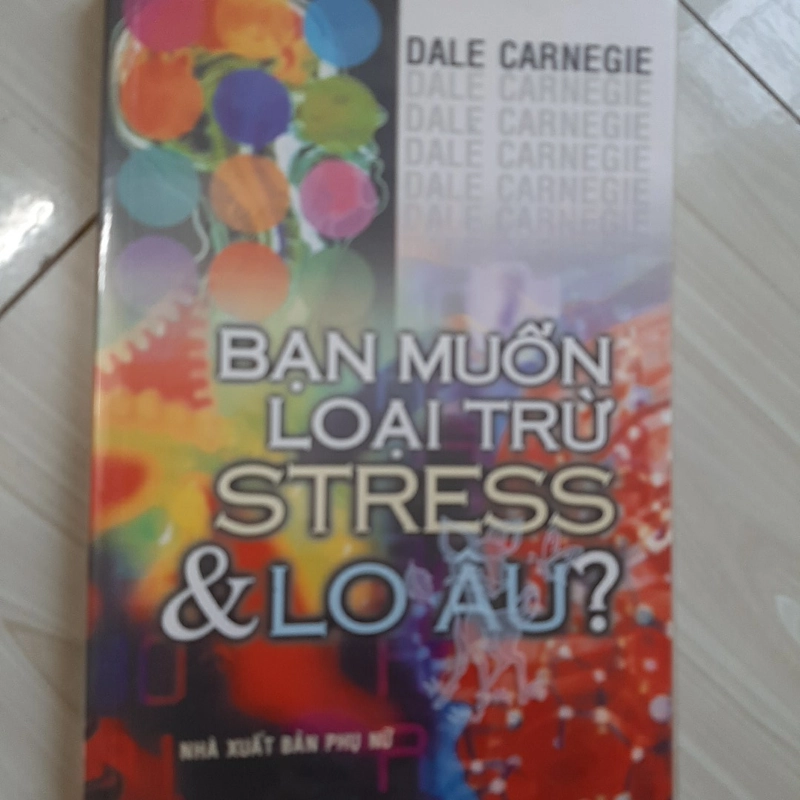 DALE CARNEGIE
DALE CARNEGIE
DALE CARNEGIE
DALE CARNEGIE
DALE CARNEGIE
DALE CARNEGIE
BẠN MUỐN
LOẠI TRỪ
STRESS
& LO ÂU?
NHÀ XUẤT BẢN PHỤ NỮ